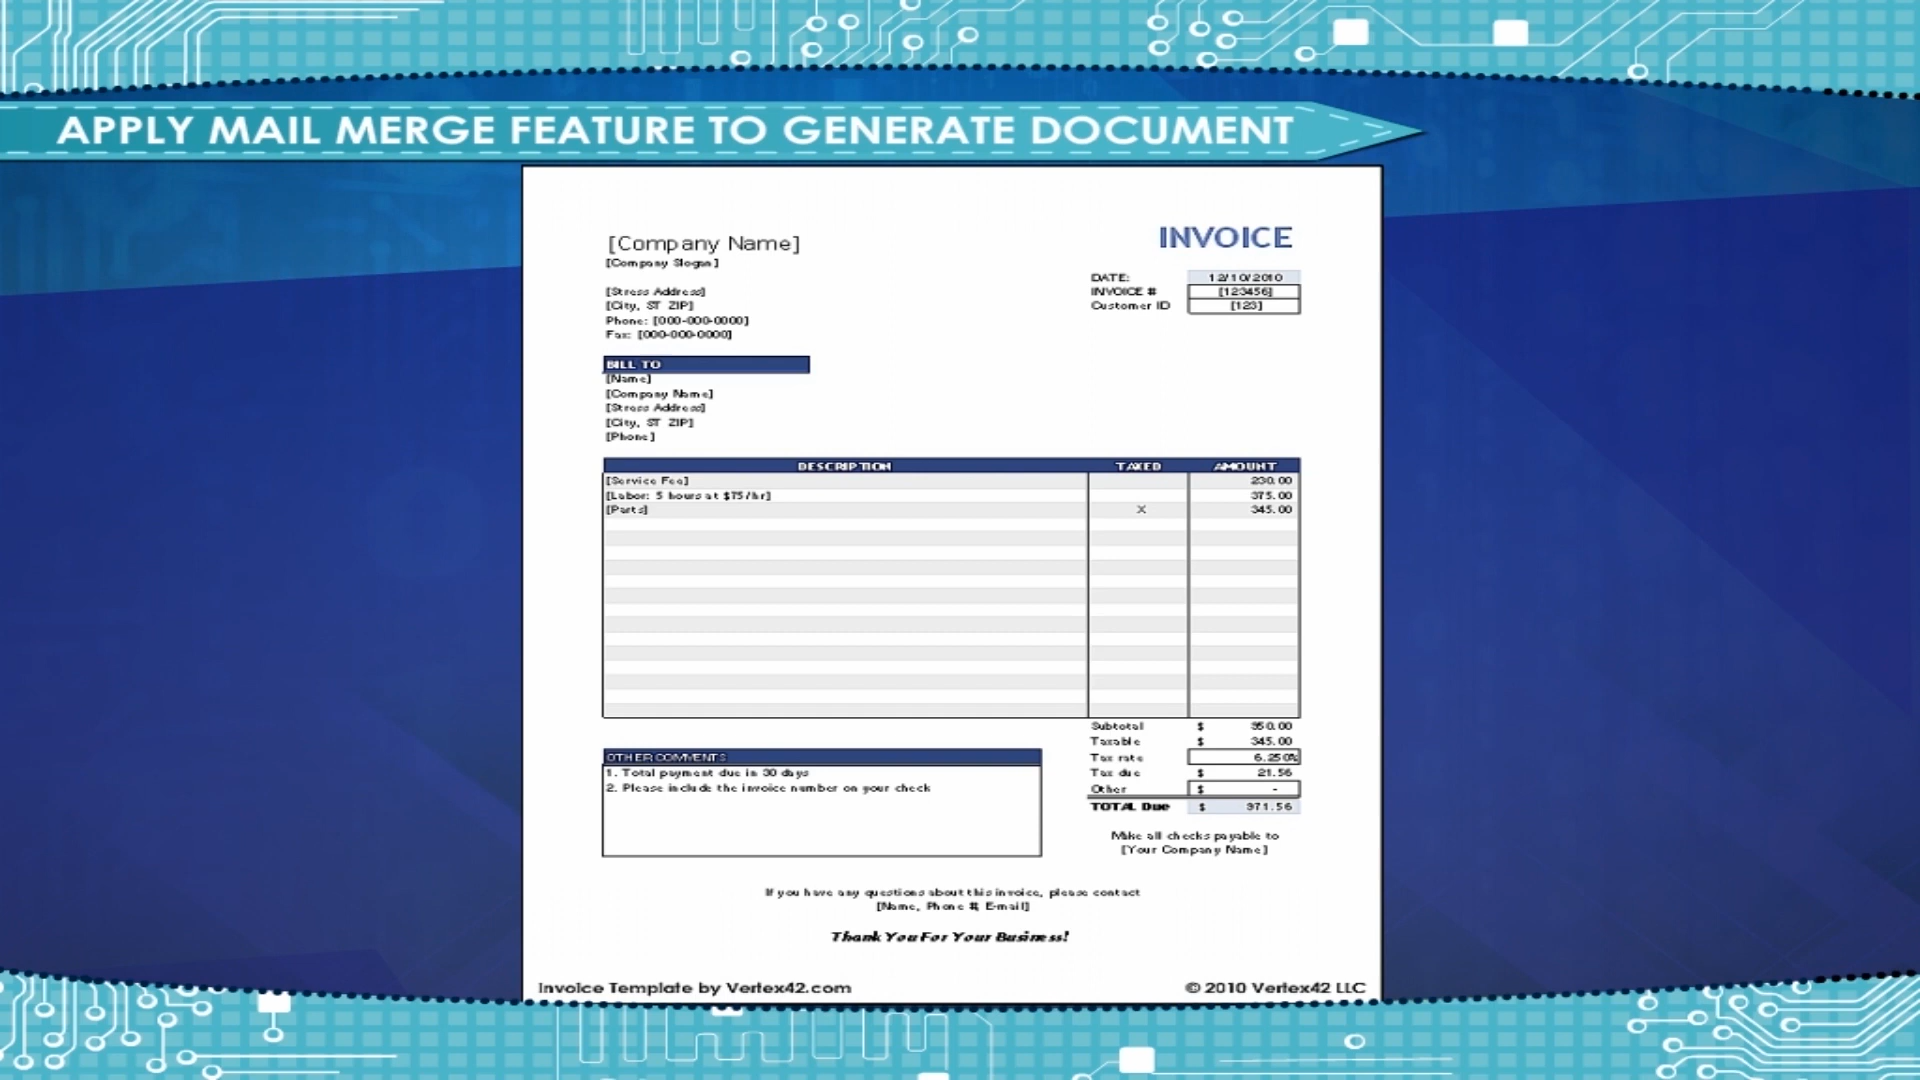 APPLY MAIL MERGE FEATURE TO GENERATE DOCUMENT
[Company Name]
INVOICE
[Company Slogan]
DATE: 12/10/2010
[Street Address]
INVOICE # [123456]
[City, ST ZIP]
Customer ID [123]
Phone: [000-000-0000]
Fax: [000-000-0000]
BILL TO
[Name]
[Company Name]
[Street Address]
[City, ST ZIP]
[Phone]
DESCRIPTION TAXED AMOUNT
[Service Fee] 230.00
[Labor: 5 hours at $75/hr] 375.00
[Parts] X 345.00
Subtotal $ 950.00
Taxable $ 345.00
OTHER COMMENTS
Tax rate 6.250%
1. Total payment due in 30 days
Tax due $ 21.56
2. Please include the invoice number on your check
Other $ -
TOTAL Due $ 971.56
Make all checks payable to
[Your Company Name]
If you have any questions about this invoice, please contact
[Name, Phone #, E-mail]
Thank You For Your Business!
Invoice Template by Vertex42.com
© 2010 Vertex42 LLC